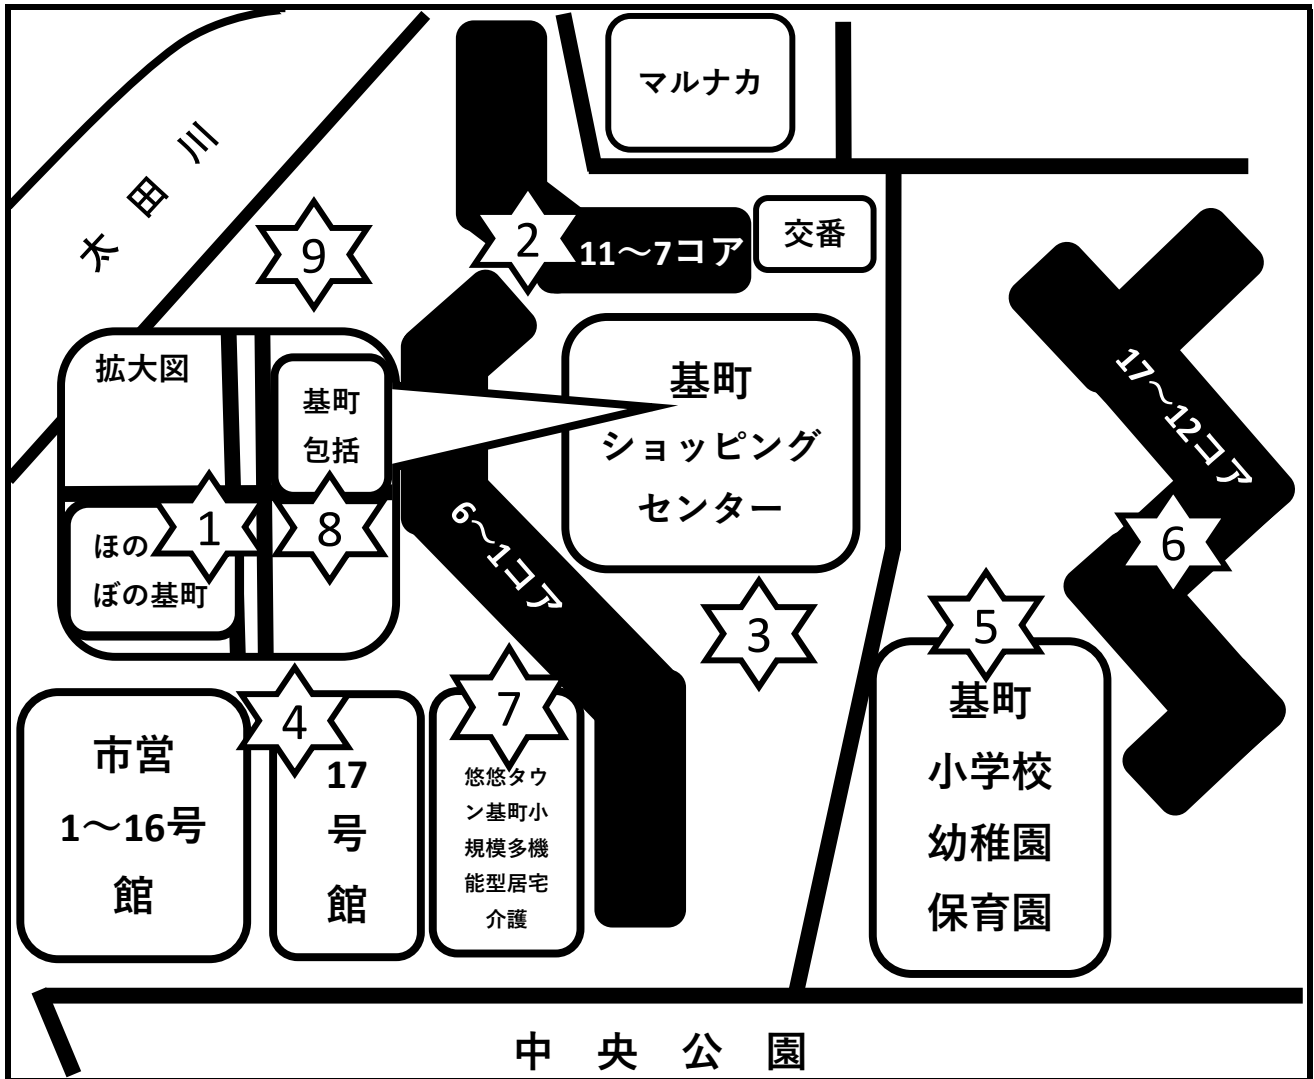 マルナカ
太田川
9
2
11～7コア
交番
拡大図
基町
包括
1
8
ほの
ぼの基町
基町
ショッピング
センター
6～1コア
17～12コア
6
3
5
4
7
市営
1～16号
館
17
号
館
悠悠タウ
ン基町小
規模多機
能型居宅
介護
基町
小学校
幼稚園
保育園
中央公園